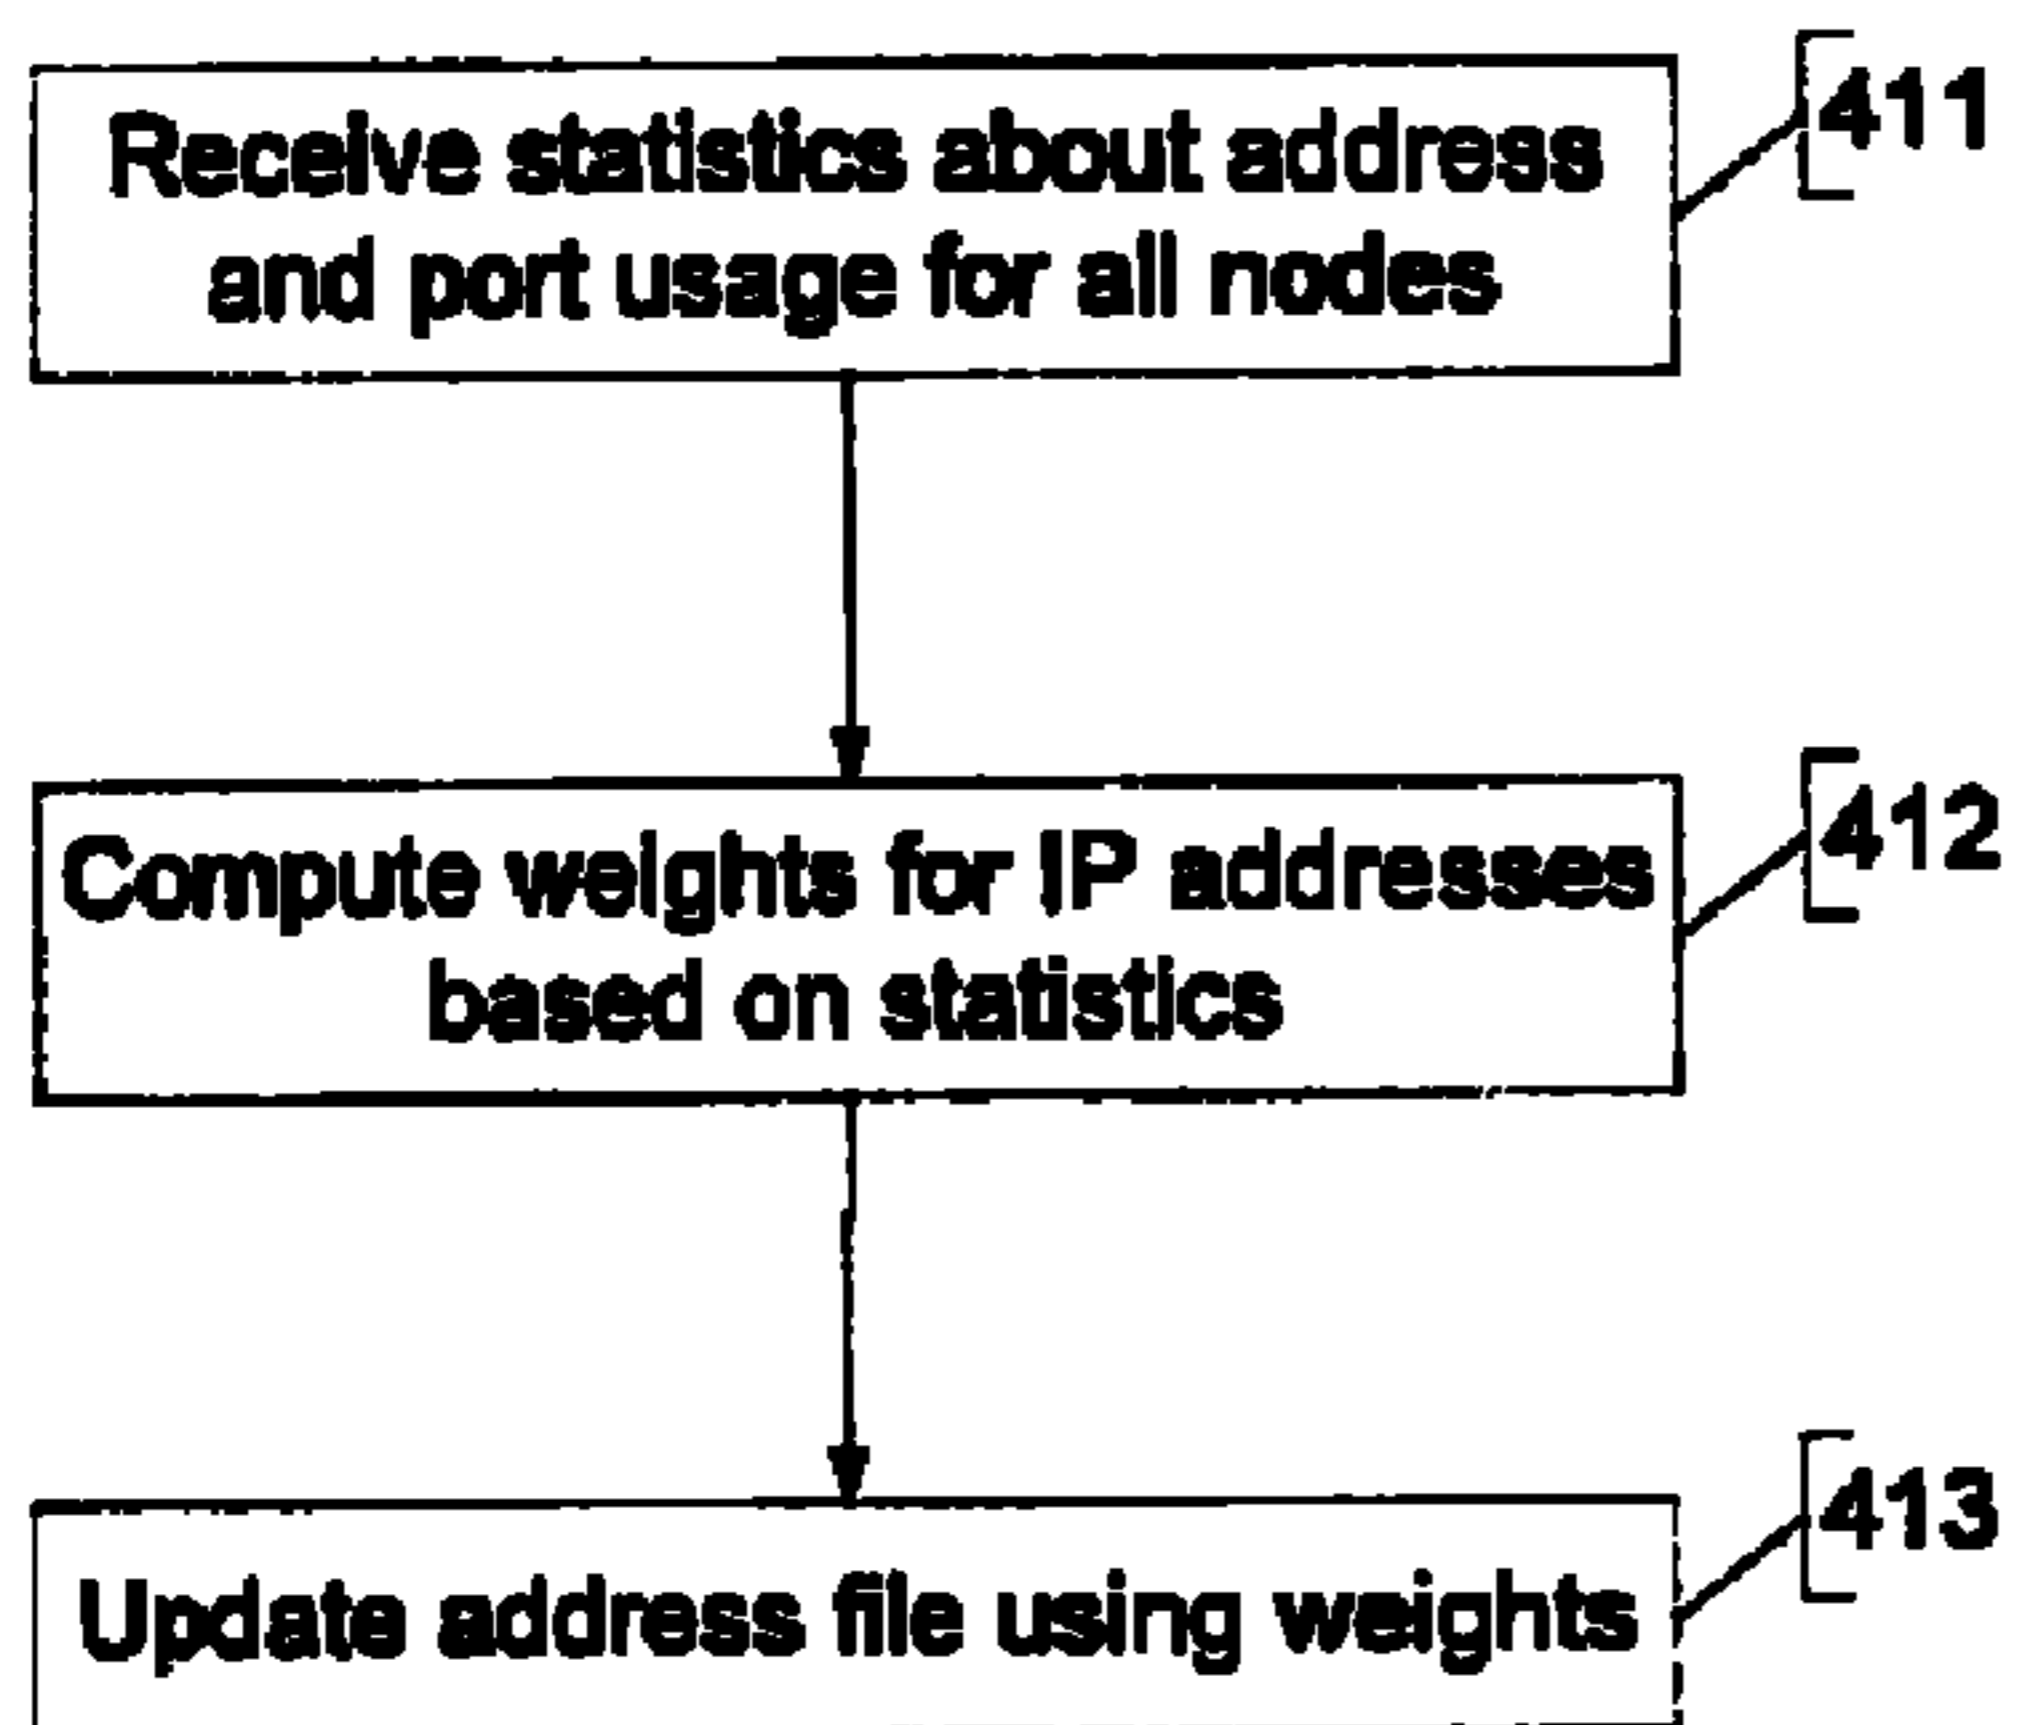 Receive statistics about address
and port usage for all nodes
411
Compute weights for IP addresses
based on statistics
412
Update address file using weights
413